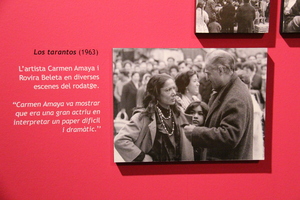 Los tarantos (1963)
L'artista Carmen Amaya i
Rovira Beleta en diverses
escenes del rodatge.
"Carmen Amaya va mostrar
que era una gran actriu en
interpretar un paper difícil
i dramàtic."